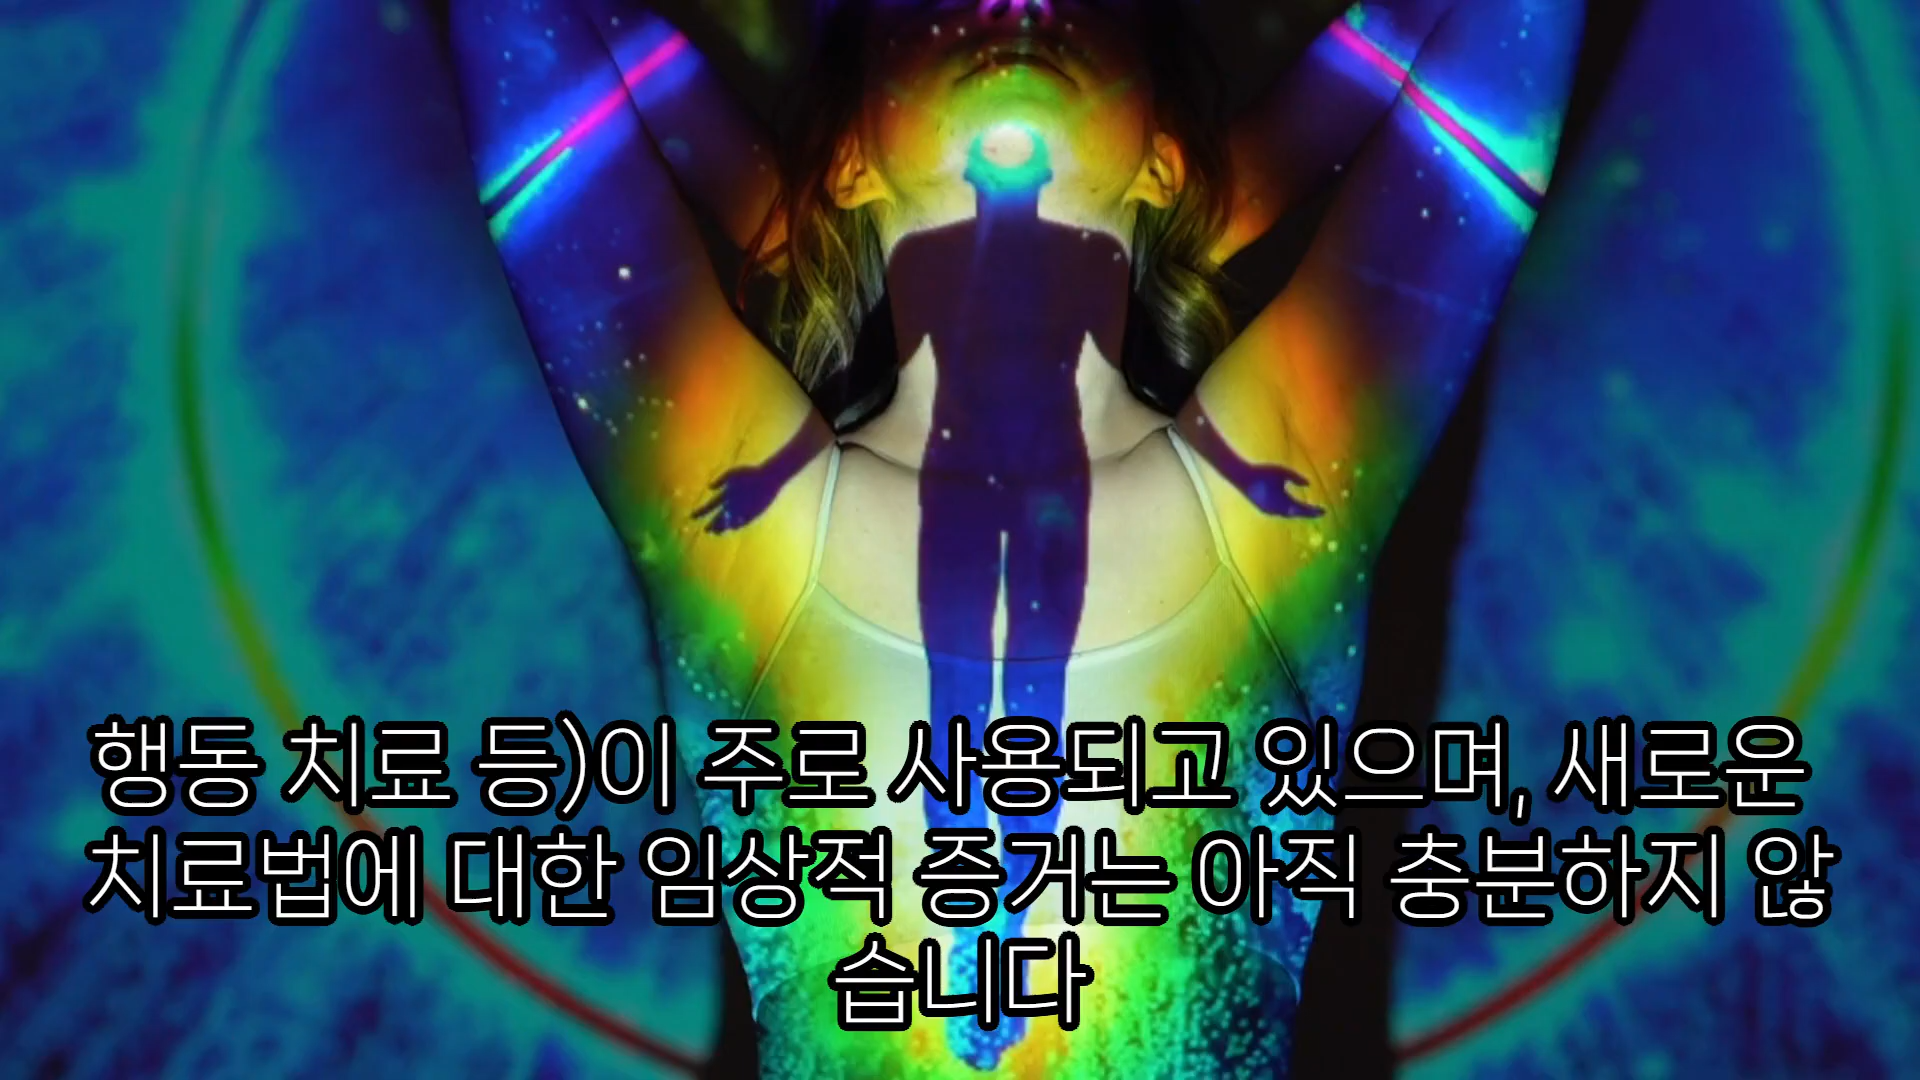 행동 치료 등)이 주로 사용되고 있으며, 새로운
치료법에 대한 임상적 증거는 아직 충분하지 않
습니다